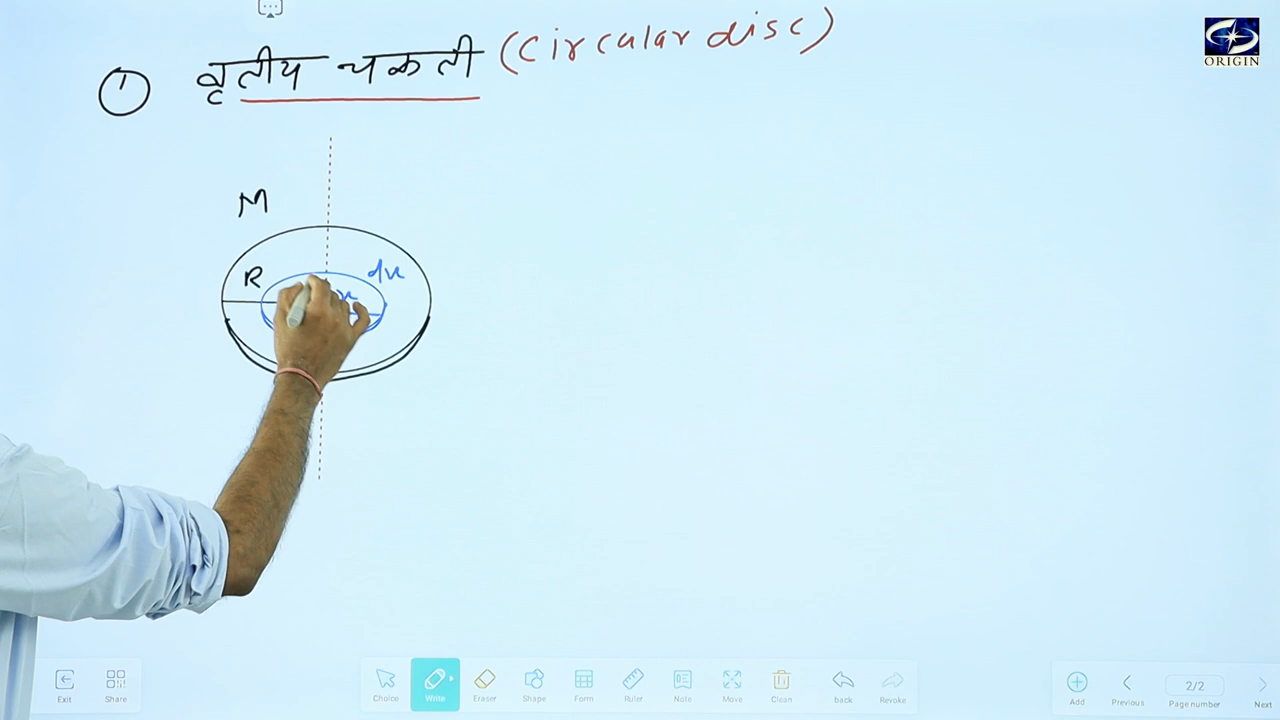 ① वृतीय चकती (Circular disc)
ORIGIN
M
R
dx
x
Exit
Share
Choice
Write
Eraser
Shape
Form
Ruler
Note
Move
Clean
back
Revoke
Add
Previous
2/2
Page number
Next